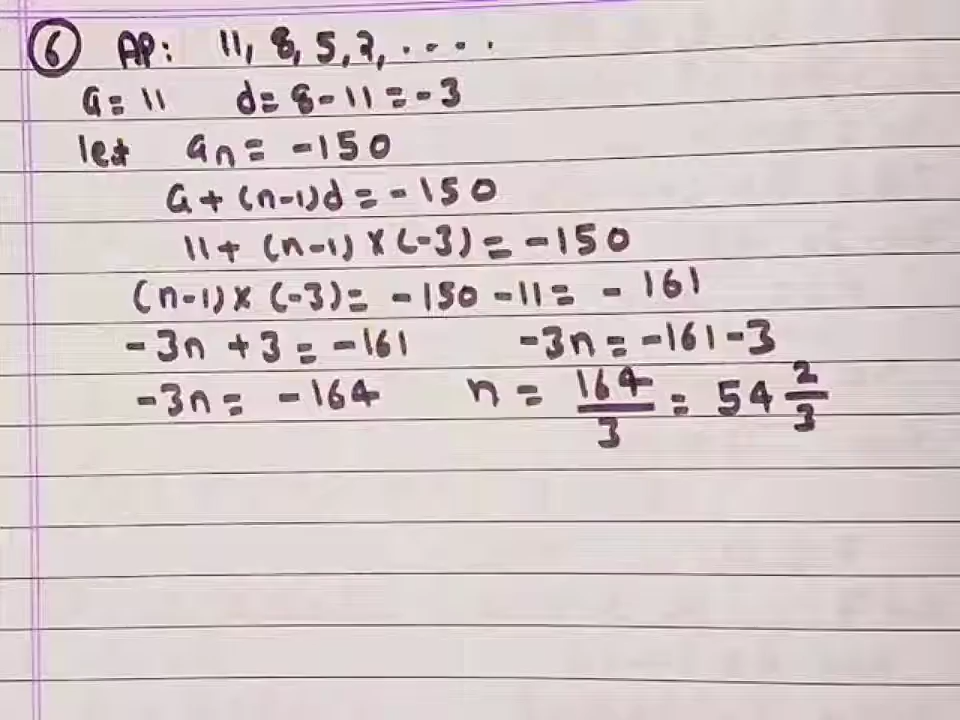 6 AP: 11, 8, 5, 2, ....
a = 11 d = 8 - 11 = - 3
let an = - 150
a + (n-1)d = - 150
11 + (n-1) × (-3) = - 150
(n-1) × (-3) = - 150 - 11 = - 161
- 3n + 3 = - 161 - 3n = - 161 - 3
- 3n = - 164 n = 164/3 = 54 2/3